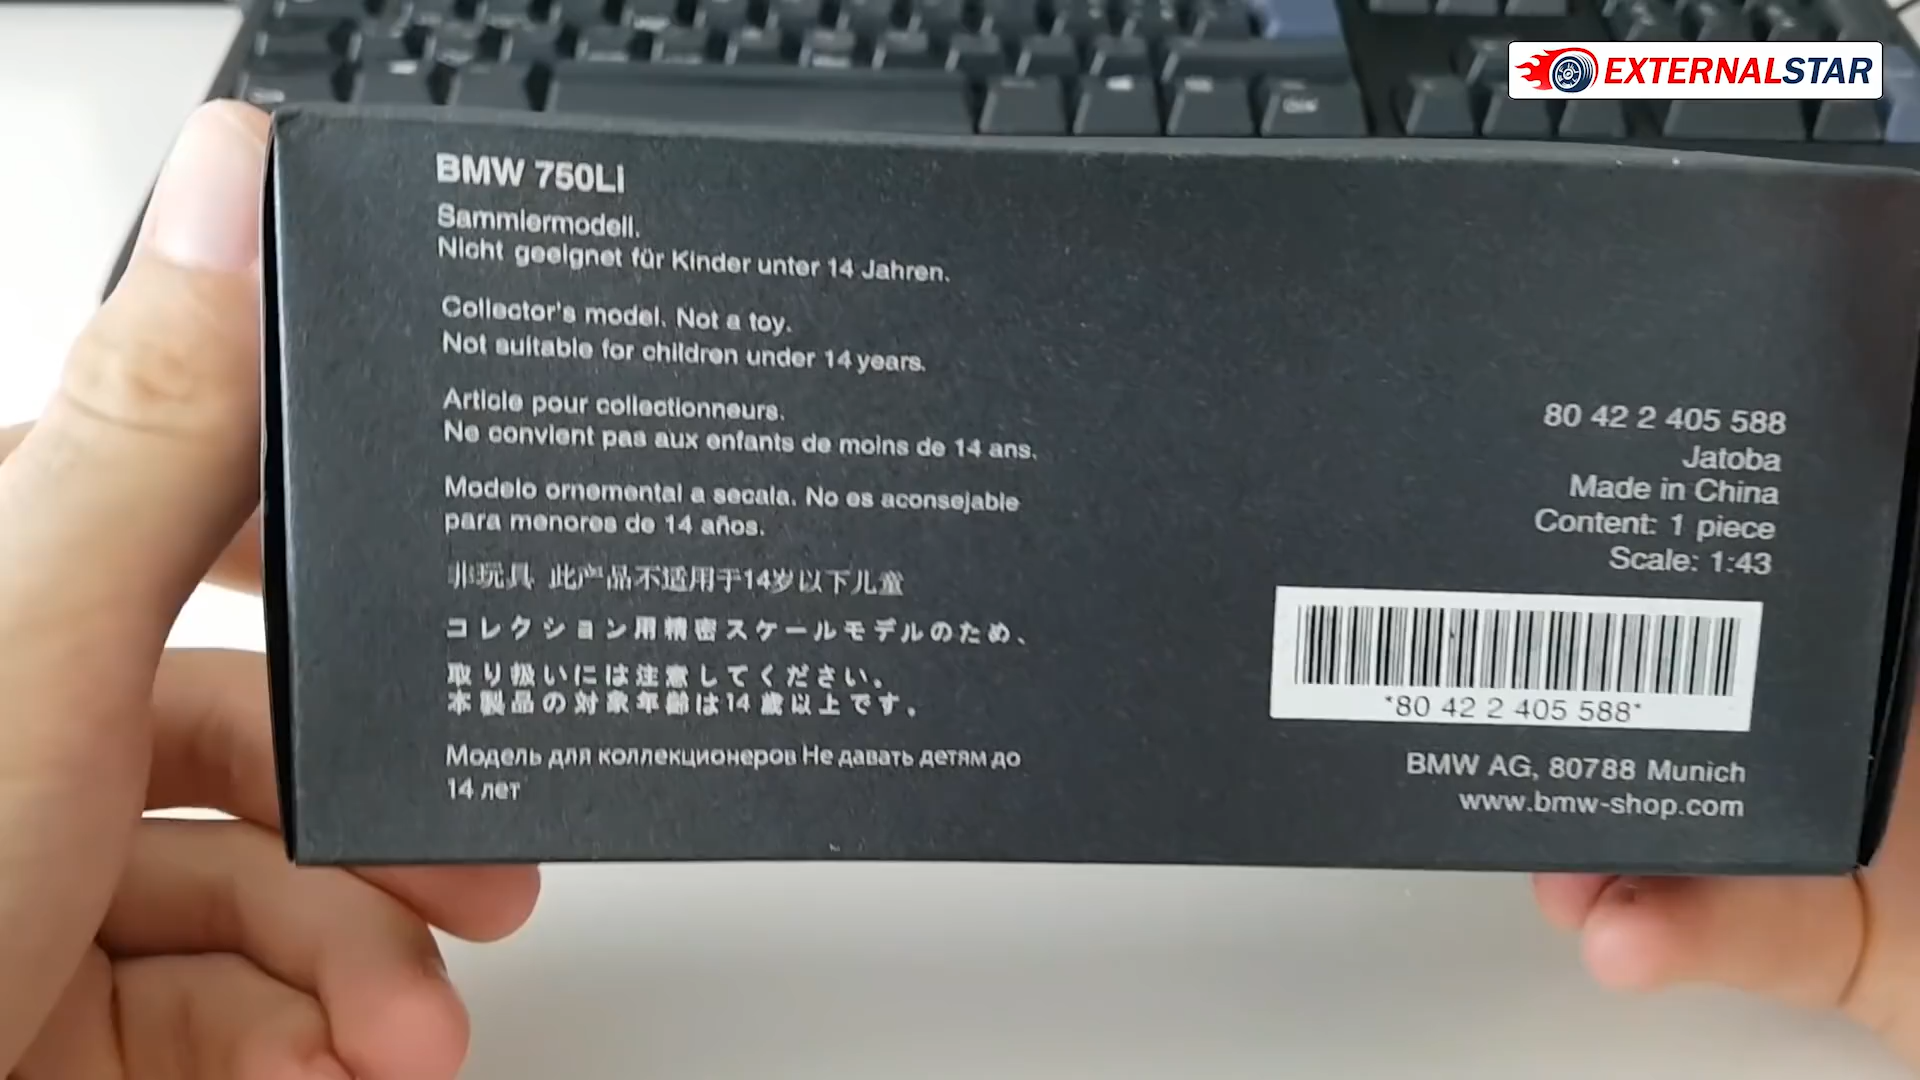 EXTERNALSTAR
BMW 750Li
Sammlermodell.
Nicht geeignet für Kinder unter 14 Jahren.
Collector's model. Not a toy.
Not suitable for children under 14 years.
Article pour collectionneurs.
Ne convient pas aux enfants de moins de 14 ans.
Modelo ornemental a secala. No es aconsejable
para menores de 14 años.
非玩具 此产品不适用于14岁以下儿童
コレクション用精密スケールモデルのため、
取り扱いには注意してください。
本製品の対象年齢は14歳以上です。
Модель для коллекционеров Не давать детям до
14 лет
80 42 2 405 588
Jatoba
Made in China
Content: 1 piece
Scale: 1:43
*80 42 2 405 588*
BMW AG, 80788 Munich
www.bmw-shop.com